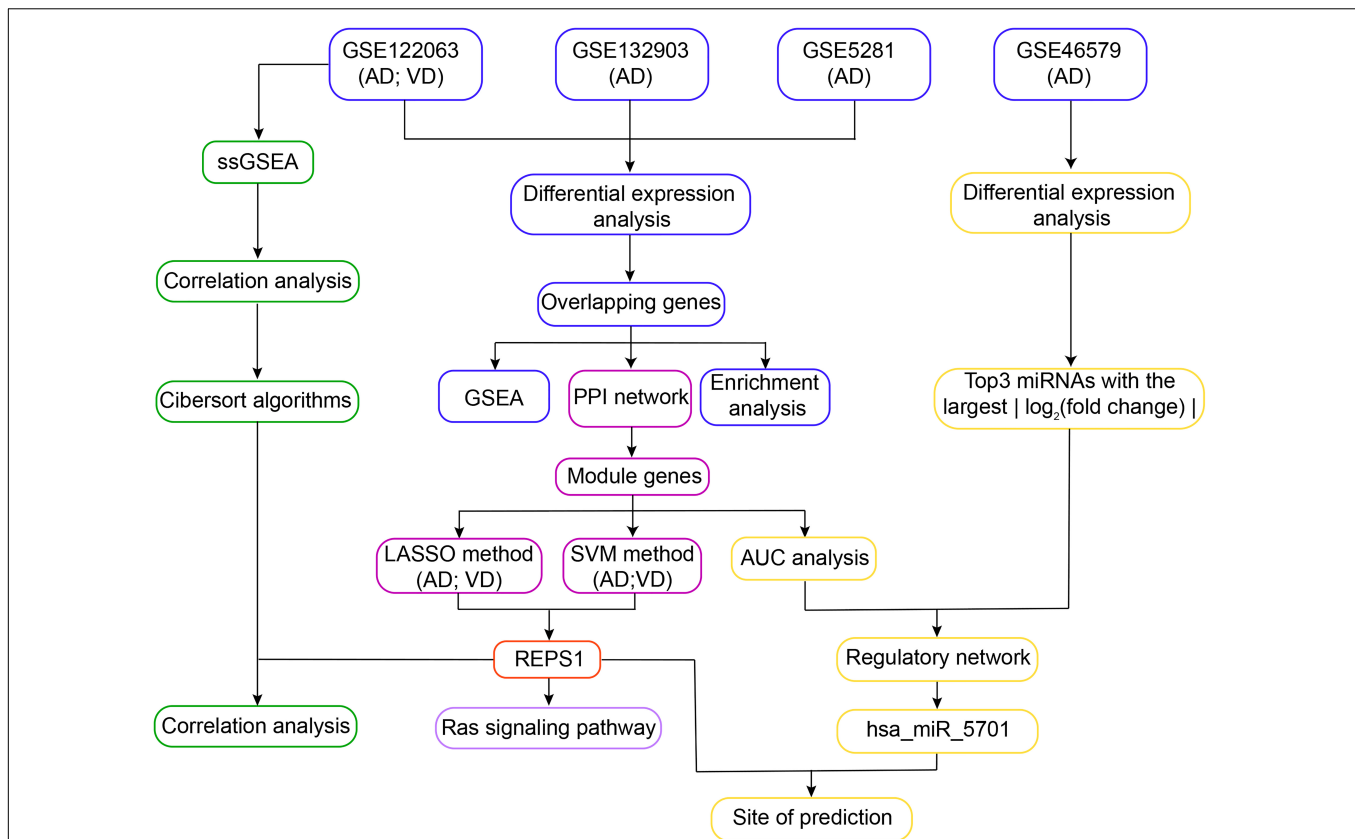 GSE122063
(AD; VD)
GSE132903
(AD)
GSE5281
(AD)
GSE46579
(AD)
ssGSEA
Differential expression
analysis
Differential expression
analysis
Correlation analysis
Overlapping genes
Cibersort algorithms
GSEA
PPI network
Enrichment
analysis
Top3 miRNAs with the
largest | log₂(fold change) |
Module genes
LASSO method
(AD; VD)
SVM method
(AD;VD)
AUC analysis
REPS1
Regulatory network
Correlation analysis
Ras signaling pathway
hsa_miR_5701
Site of prediction